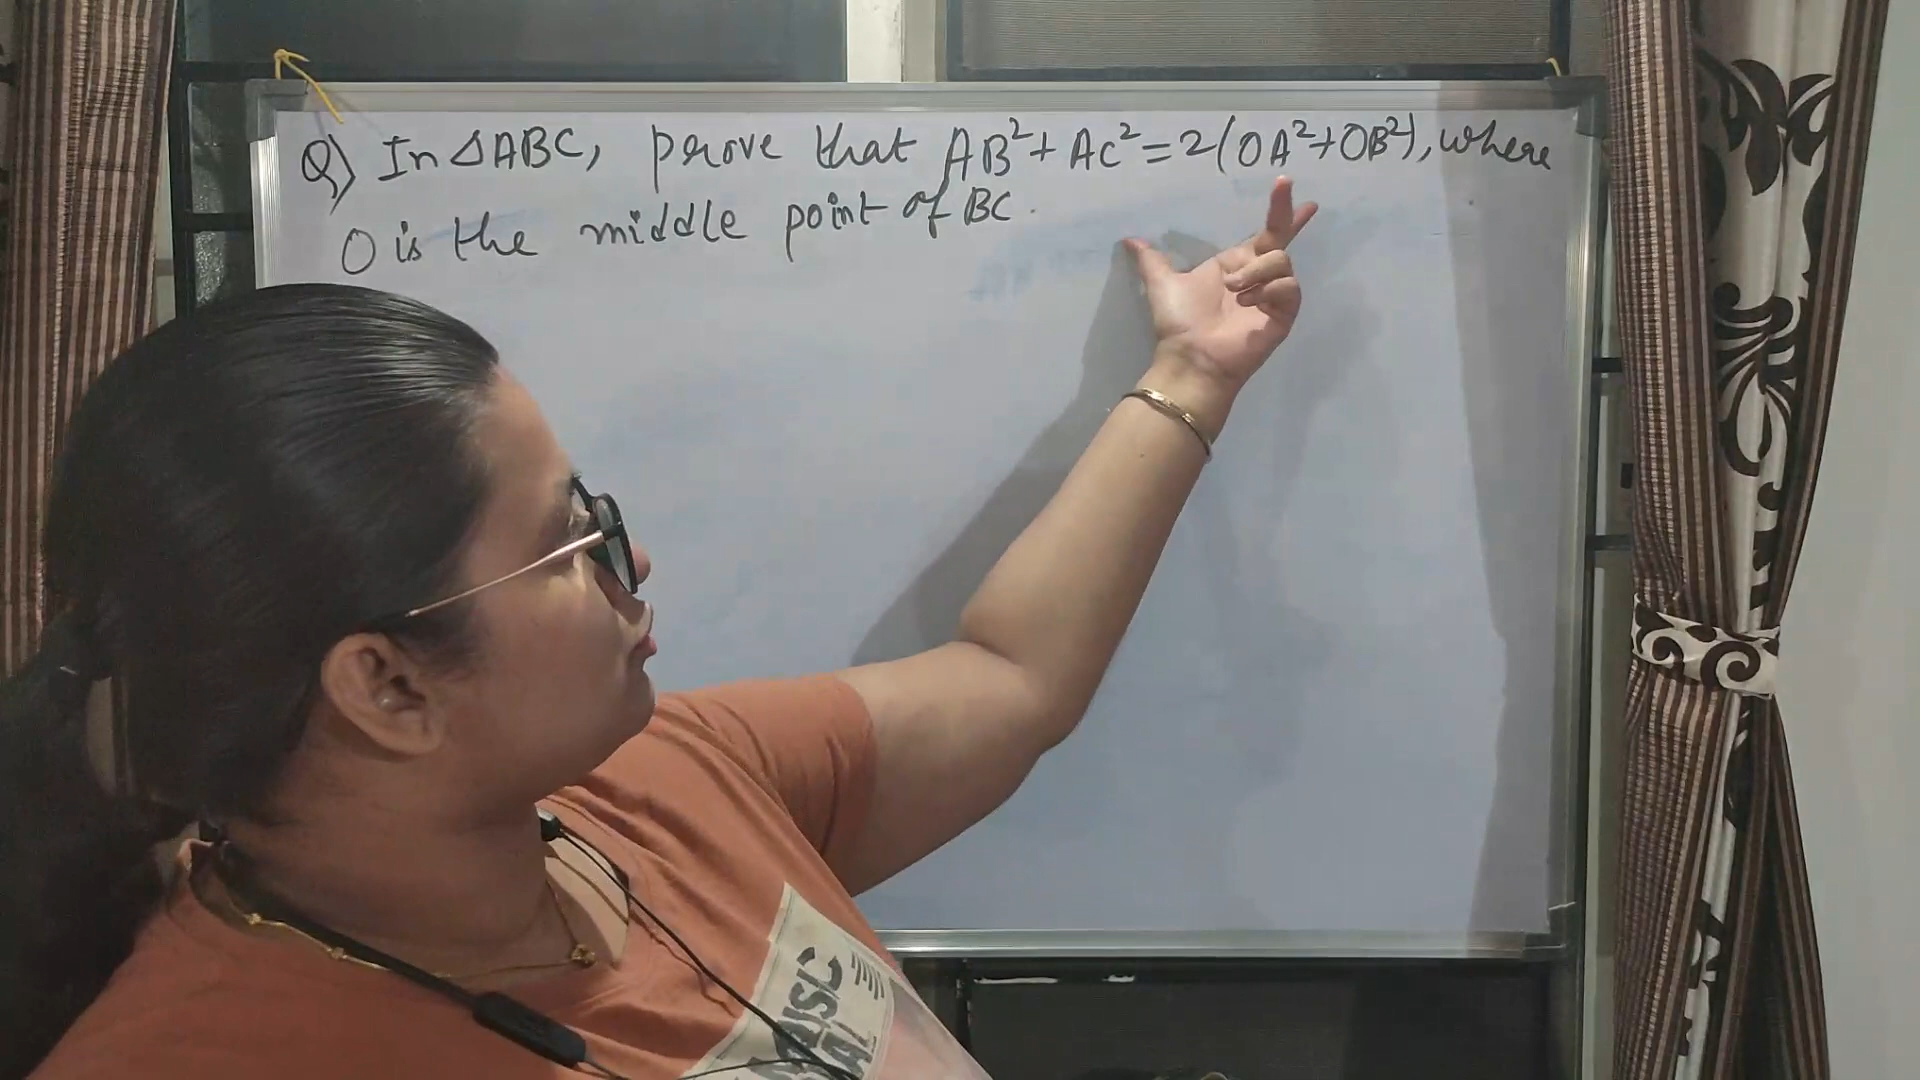 Q) In △ABC, prove that AB²+ AC²=2(OA²+OB²), where
O is the middle point of BC.